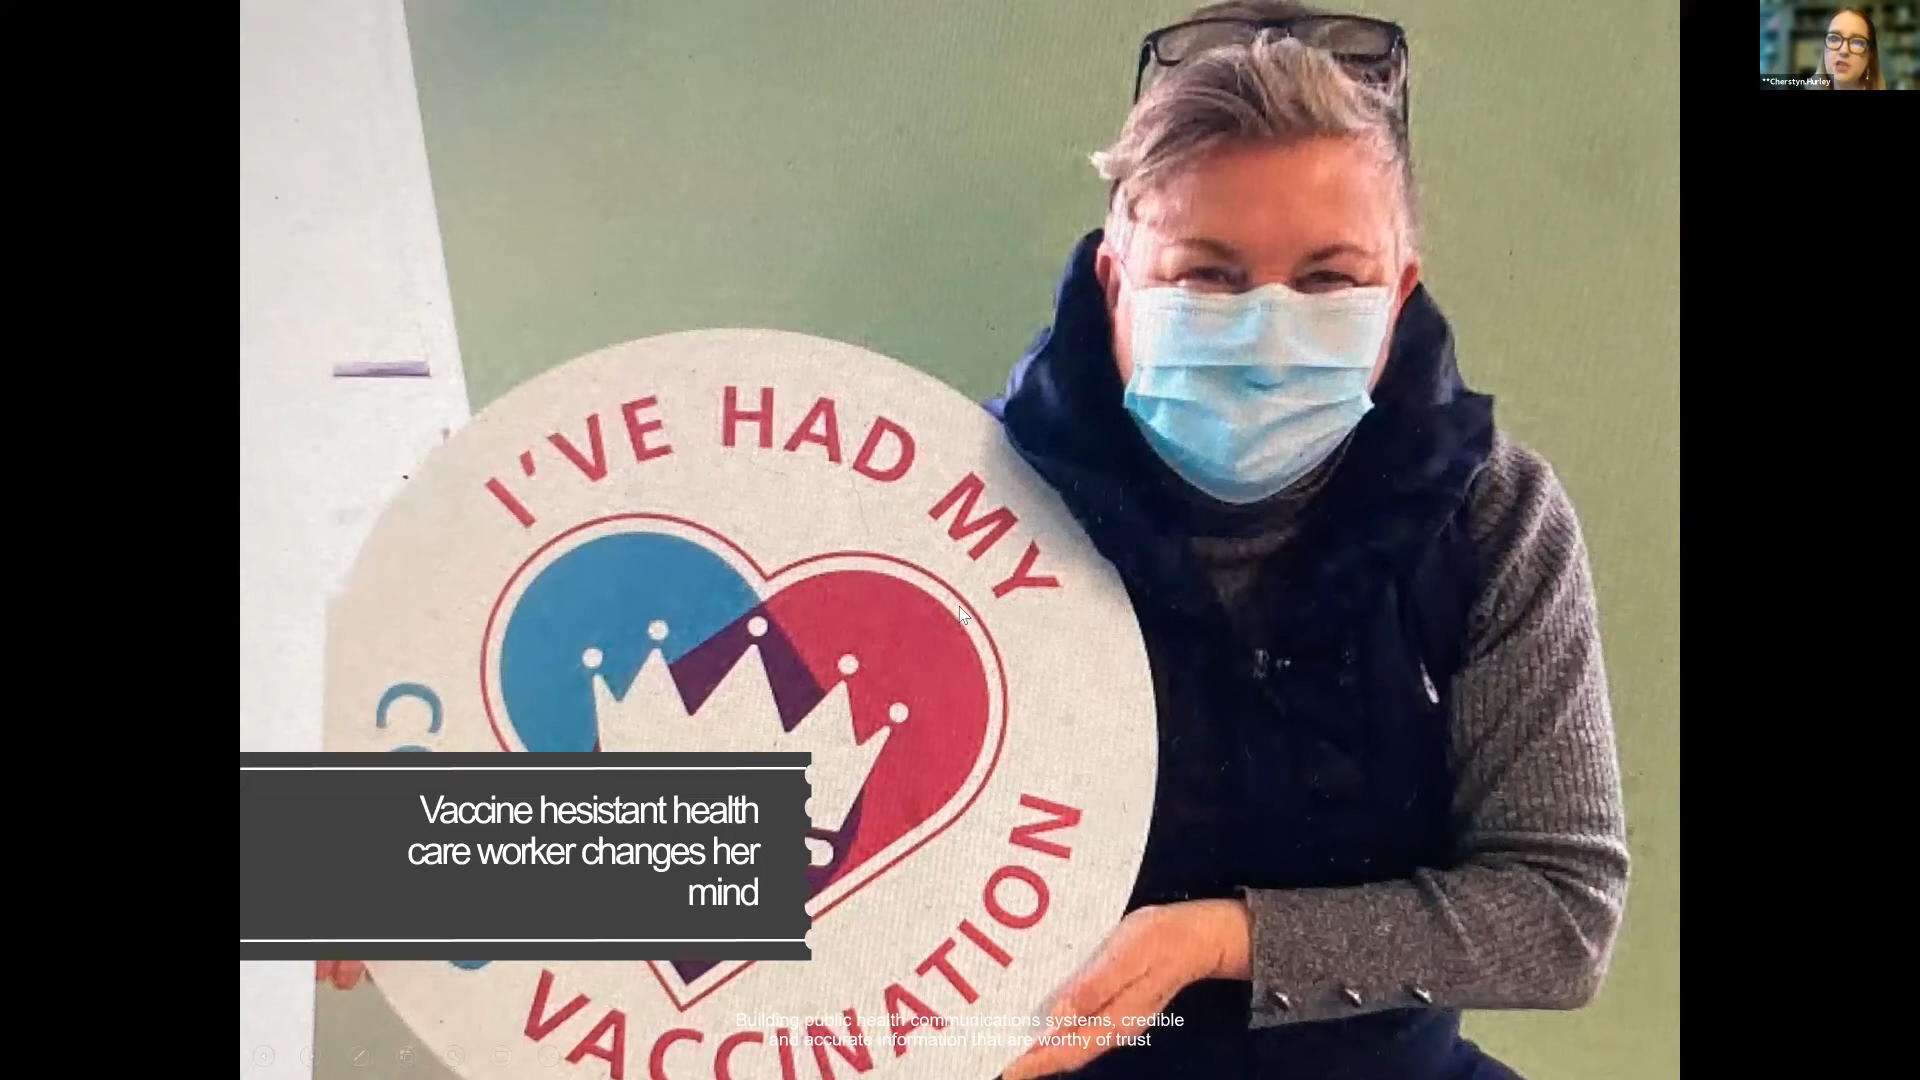 **Cherstyn.Hurley
I'VE HAD MY
VACCINATION
Vaccine hesistant health
care worker changes her
mind
Building public health communications systems, credible
and accurate information that are worthy of trust